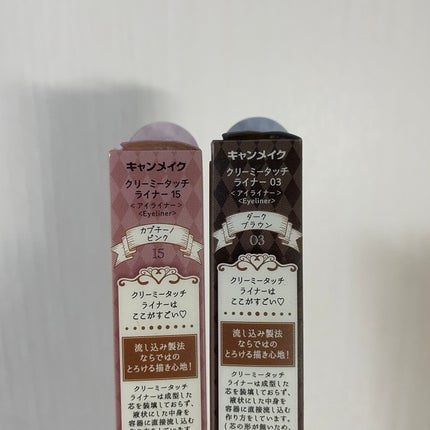 キャンメイク
クリーミータッチ
ライナー 15
<アイライナー>
<Eyeliner>
カプチーノ
ピンク
15
クリーミータッチ
ライナーは
ここがすごい♡
流し込み製法
ならではの
とろける描き心地!
クリーミータッチ
ライナーは成型した
芯を装填しておらず、
液状にした中身を
容器に直接流し込む
キャンメイク
クリーミータッチ
ライナー 03
<アイライナー>
<Eyeliner>
ダーク
ブラウン
03
クリーミータッチ
ライナーは
ここがすごい♡
流し込み製法
ならではの
とろける描き心地!
クリーミータッチ
ライナーは成型した
芯を装填しておらず、
液状にした中身を
容器に直接流し込む
作り方をしています。
(芯の形が無いため、